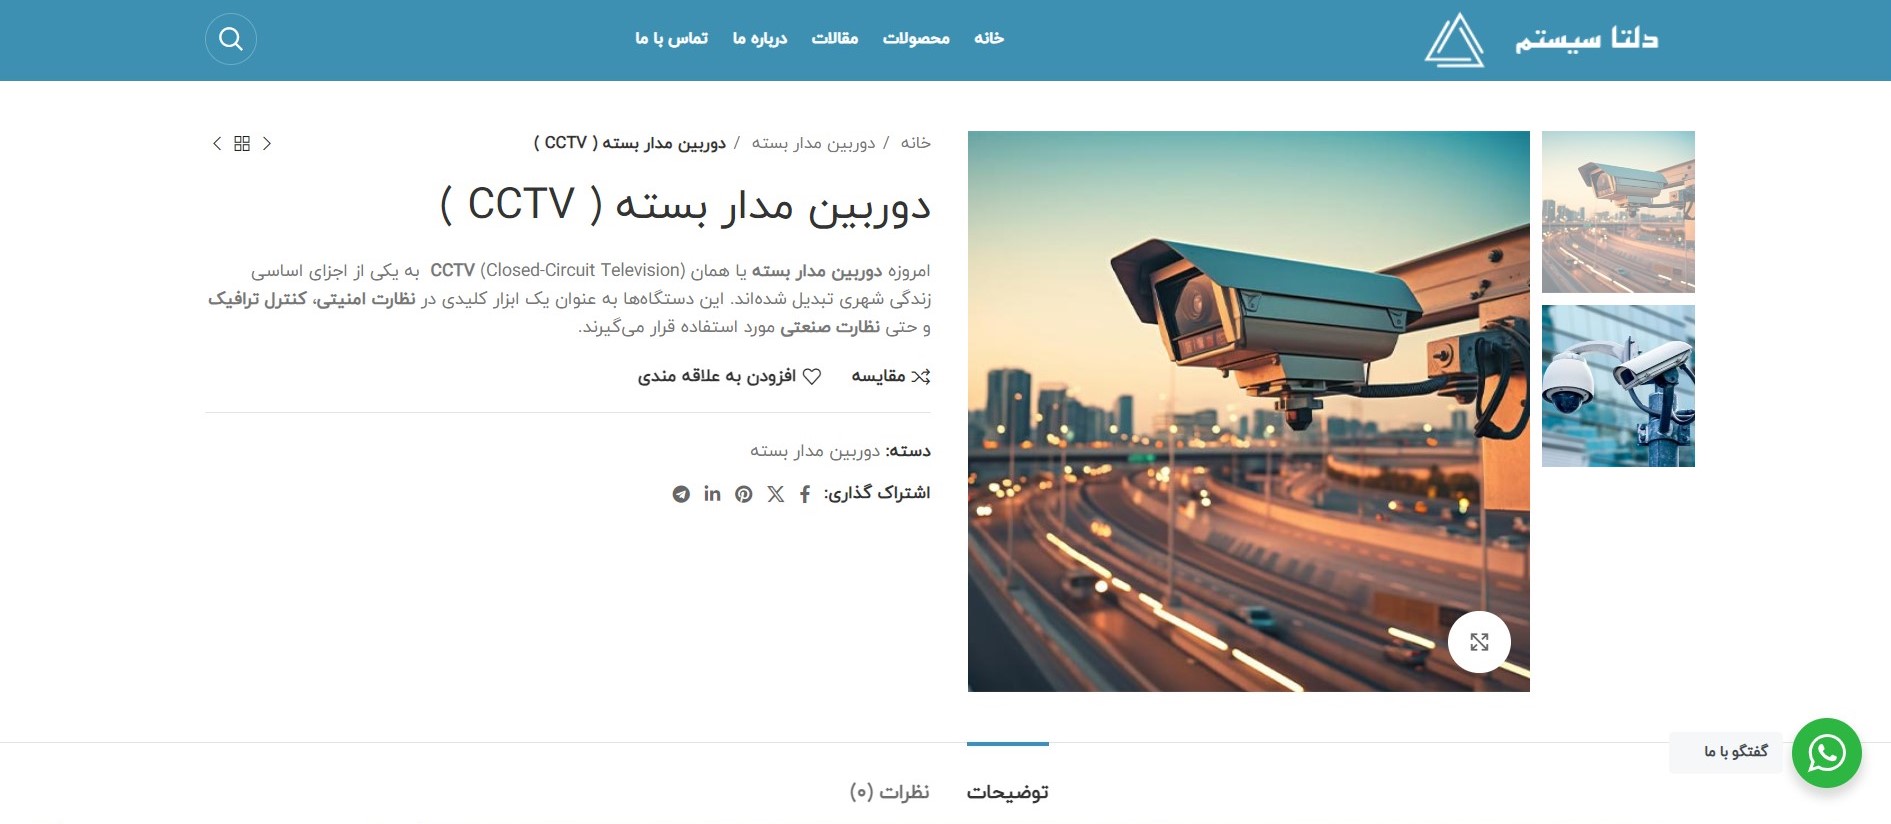 دلتا سیستم
خانه محصولات مقالات درباره ما تماس با ما
خانه / دوربین مدار بسته / دوربین مدار بسته ( CCTV )
دوربین مدار بسته ( CCTV )
امروزه دوربین مدار بسته یا همان CCTV (Closed-Circuit Television) به یکی از اجزای اساسی
زندگی شهری تبدیل شده‌اند. این دستگاه‌ها به عنوان یک ابزار کلیدی در نظارت امنیتی، کنترل ترافیک
و حتی نظارت صنعتی مورد استفاده قرار می‌گیرند.
مقایسه افزودن به علاقه مندی
دسته: دوربین مدار بسته
اشتراک گذاری:
گفتگو با ما
توضیحات نظرات (۰)